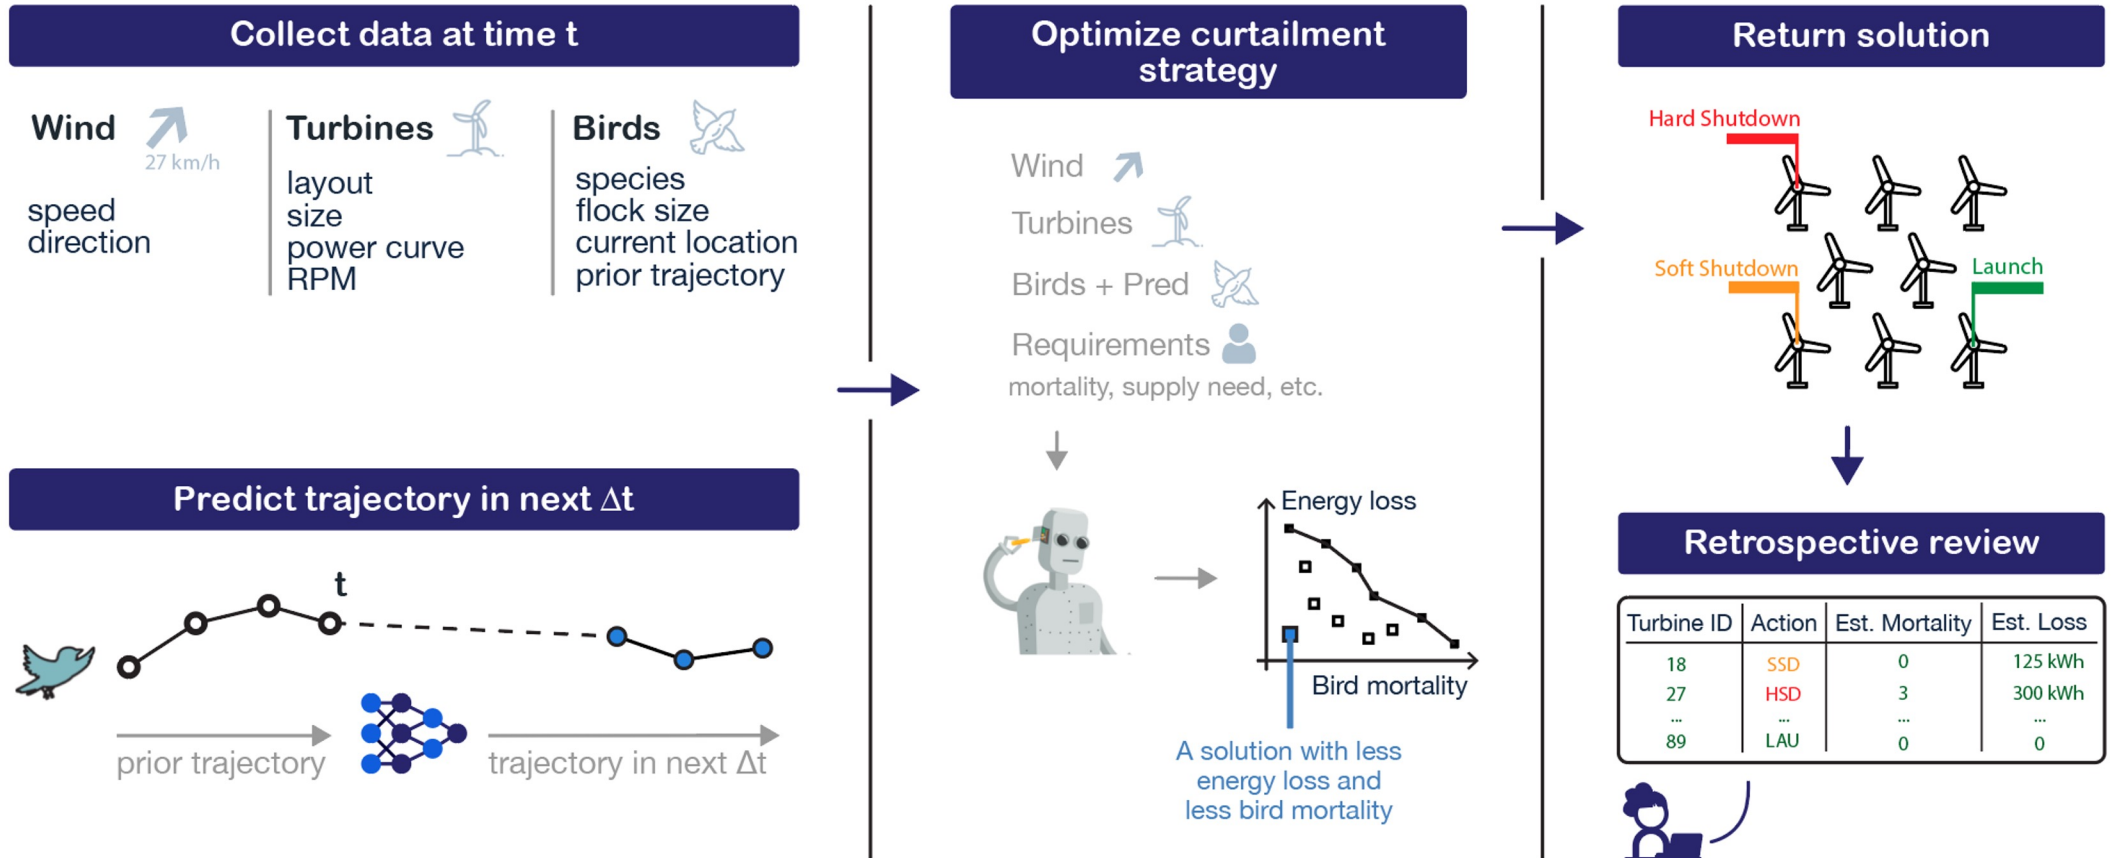 Collect data at time t
Wind
27 km/h
speed
direction
Turbines
layout
size
power curve
RPM
Birds
species
flock size
current location
prior trajectory
Predict trajectory in next Δt
t
prior trajectory
trajectory in next Δt
Optimize curtailment
strategy
Wind
Turbines
Birds + Pred
Requirements
mortality, supply need, etc.
Energy loss
Bird mortality
A solution with less
energy loss and
less bird mortality
Return solution
Hard Shutdown
Soft Shutdown
Launch
Retrospective review
Turbine ID Action Est. Mortality Est. Loss
18 SSD 0 125 kWh
27 HSD 3 300 kWh
... ... ... ...
89 LAU 0 0